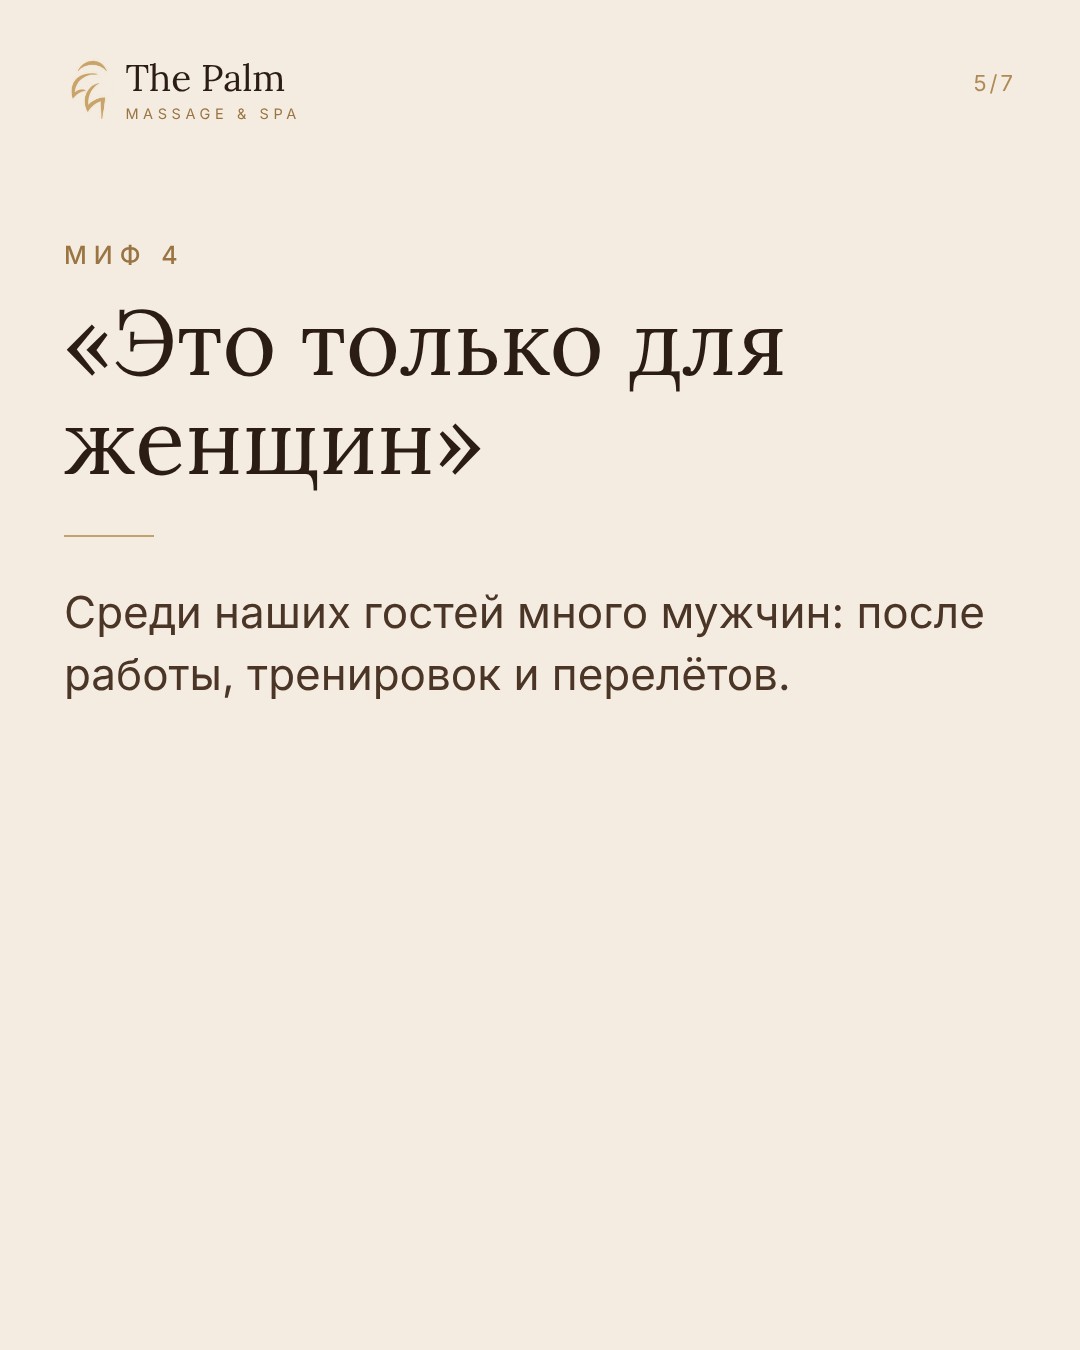 The Palm
MASSAGE & SPA
5/7
МИФ 4
«Это только для
женщин»
Среди наших гостей много мужчин: после
работы, тренировок и перелётов.